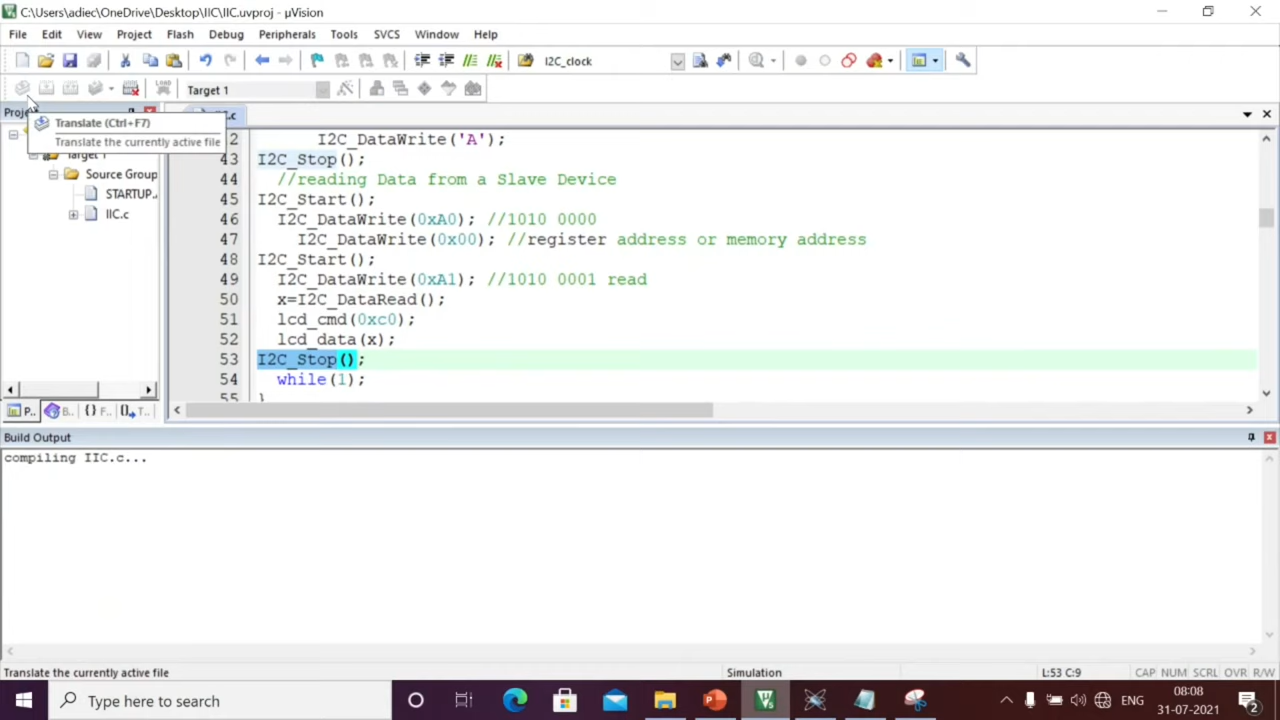 C:\Users\adiec\OneDrive\Desktop\IIC\IIC.uvproj - µVision
File Edit View Project Flash Debug Peripherals Tools SVCS Window Help
I2C_clock
LOAD Target 1
Translate (Ctrl+F7)
Translate the currently active file
Target 1
Source Group
STARTUP.
IIC.c
I2C_DataWrite('A');
43 I2C_Stop();
44 //reading Data from a Slave Device
45 I2C_Start();
46 I2C_DataWrite(0xA0); //1010 0000
47 I2C_DataWrite(0x00); //register address or memory address
48 I2C_Start();
49 I2C_DataWrite(0xA1); //1010 0001 read
50 x=I2C_DataRead();
51 lcd_cmd(0xc0);
52 lcd_data(x);
53 I2C_Stop();
54 while(1);
55 }
P.. B.. {} F.. T..
Build Output
compiling IIC.c...
Translate the currently active file Simulation L:53 C:9 CAP NUM SCRL OVR R/W
Type here to search
ENG
08:08
31-07-2021
2